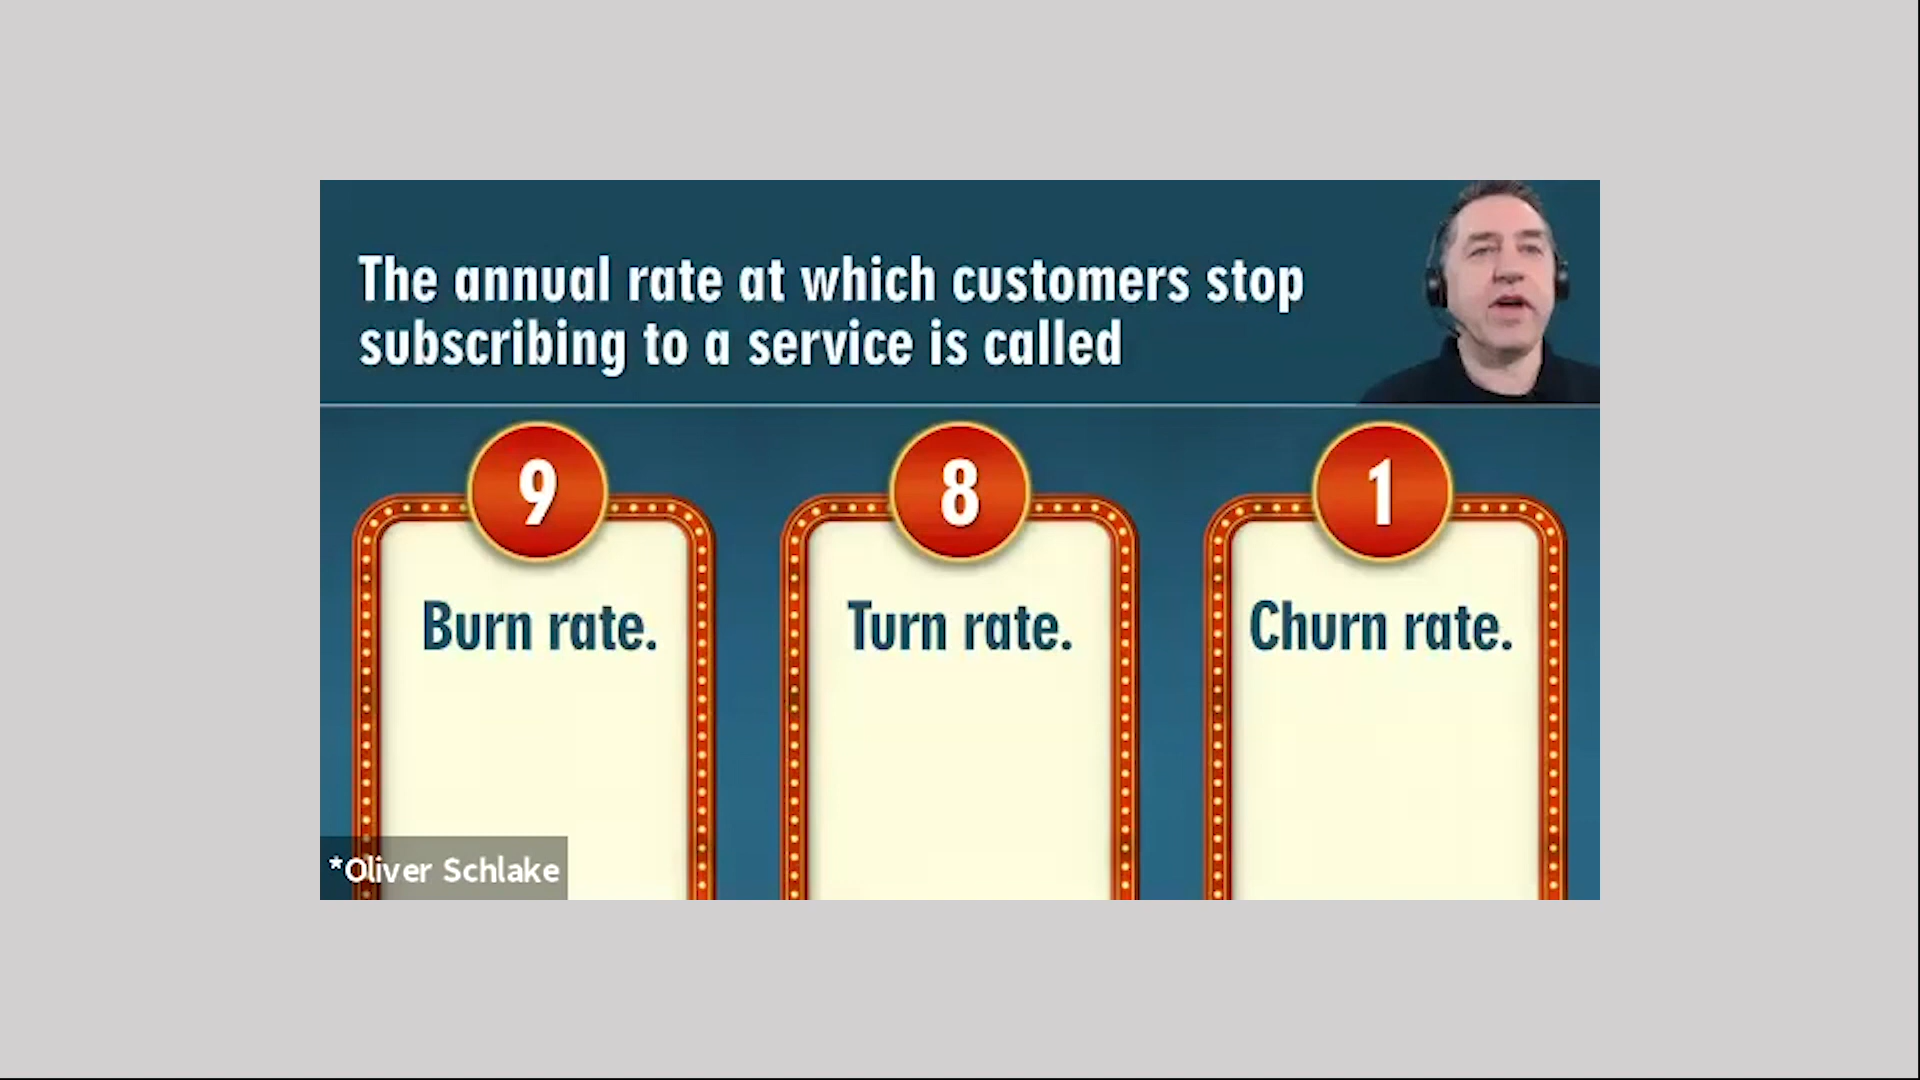 The annual rate at which customers stop
subscribing to a service is called
9
8
1
Burn rate.
Turn rate.
Churn rate.
*Oliver Schlake